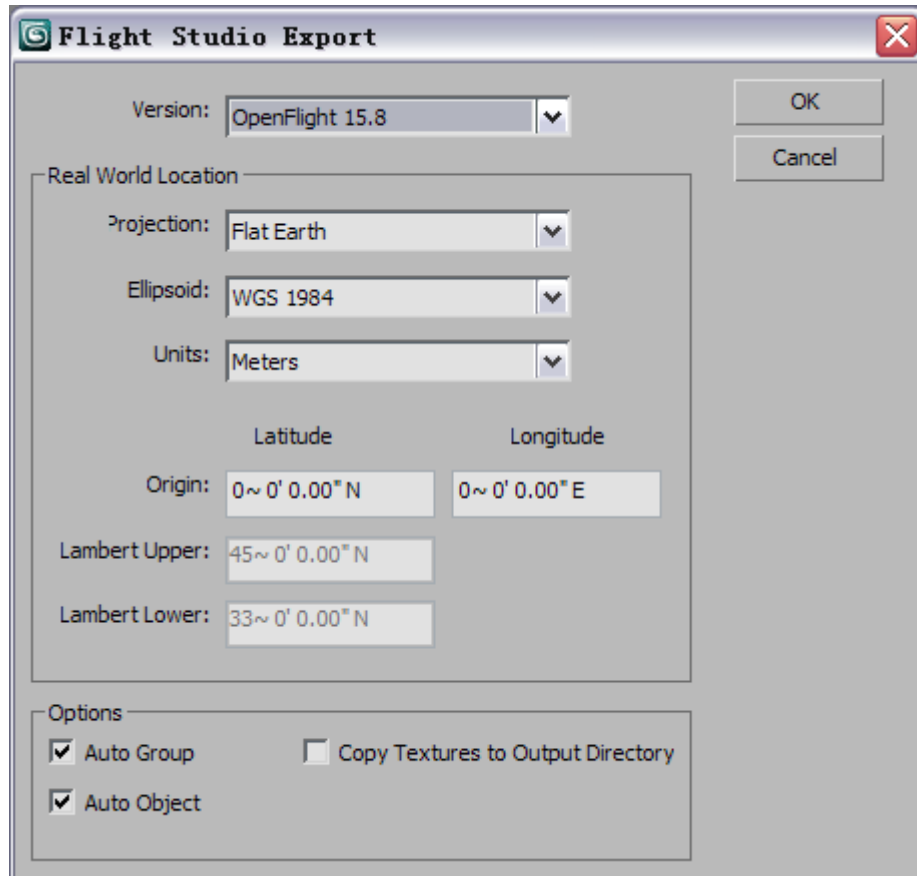 Flight Studio Export
Version: OpenFlight 15.8
OK
Cancel
Real World Location
Projection: Flat Earth
Ellipsoid: WGS 1984
Units: Meters
Latitude Longitude
Origin: 0~ 0' 0.00" N 0~ 0' 0.00" E
Lambert Upper: 45~ 0' 0.00" N
Lambert Lower: 33~ 0' 0.00" N
Options
Auto Group Copy Textures to Output Directory
Auto Object